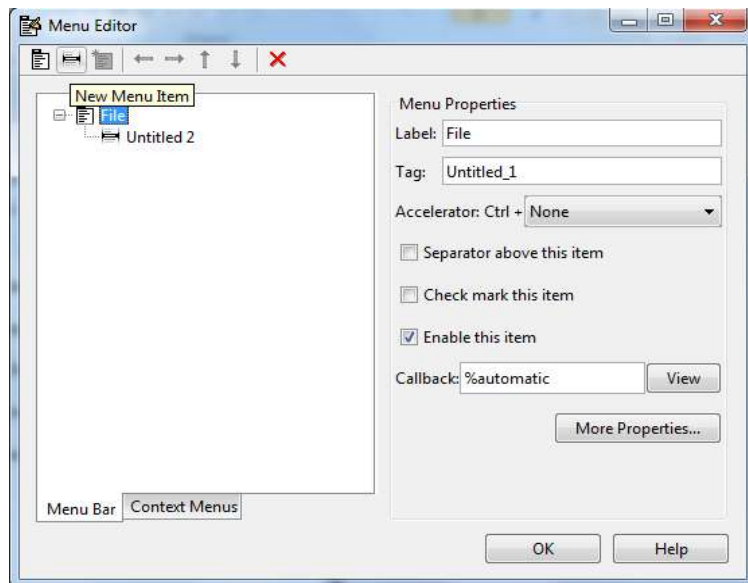 Menu Editor
New Menu Item
File
Untitled 2
Menu Bar
Context Menus
Menu Properties
Label: File
Tag: Untitled_1
Accelerator: Ctrl + None
Separator above this item
Check mark this item
Enable this item
Callback: %automatic View
More Properties...
OK Help